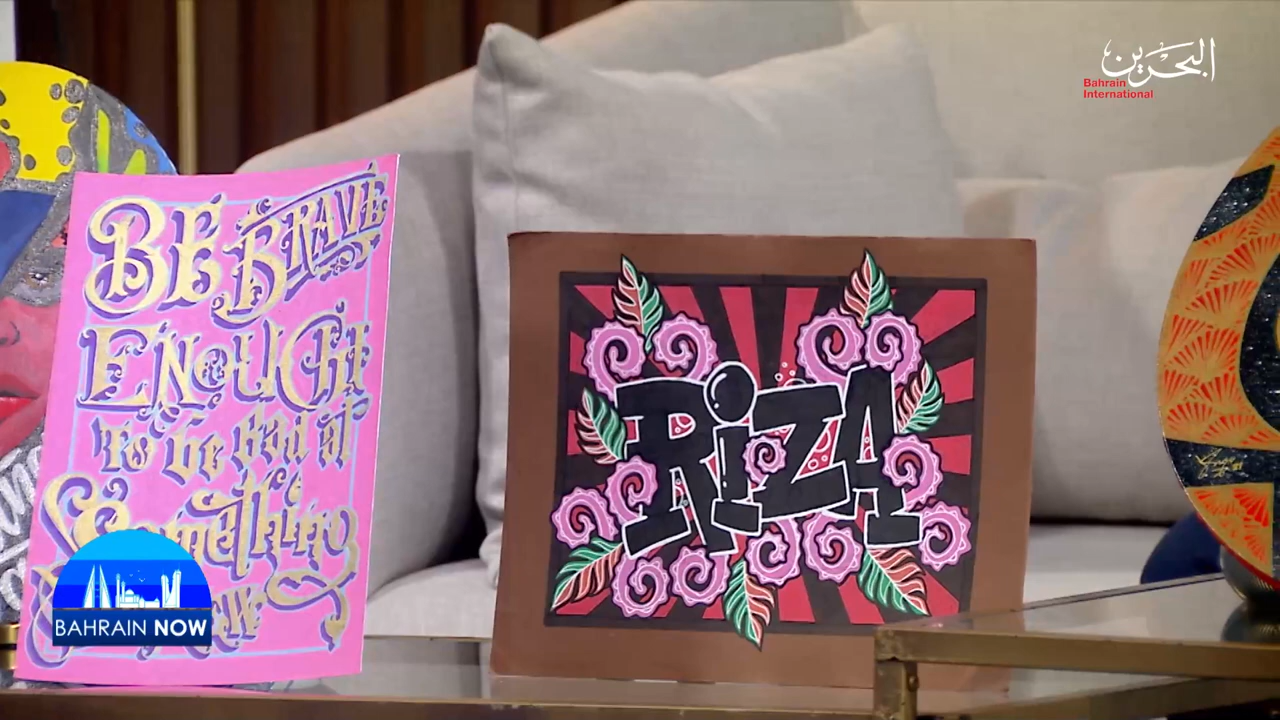 البحرين
Bahrain
International
BE BRAVE
ENOUGH
to be bad at
Something
RiZA
BAHRAIN NOW